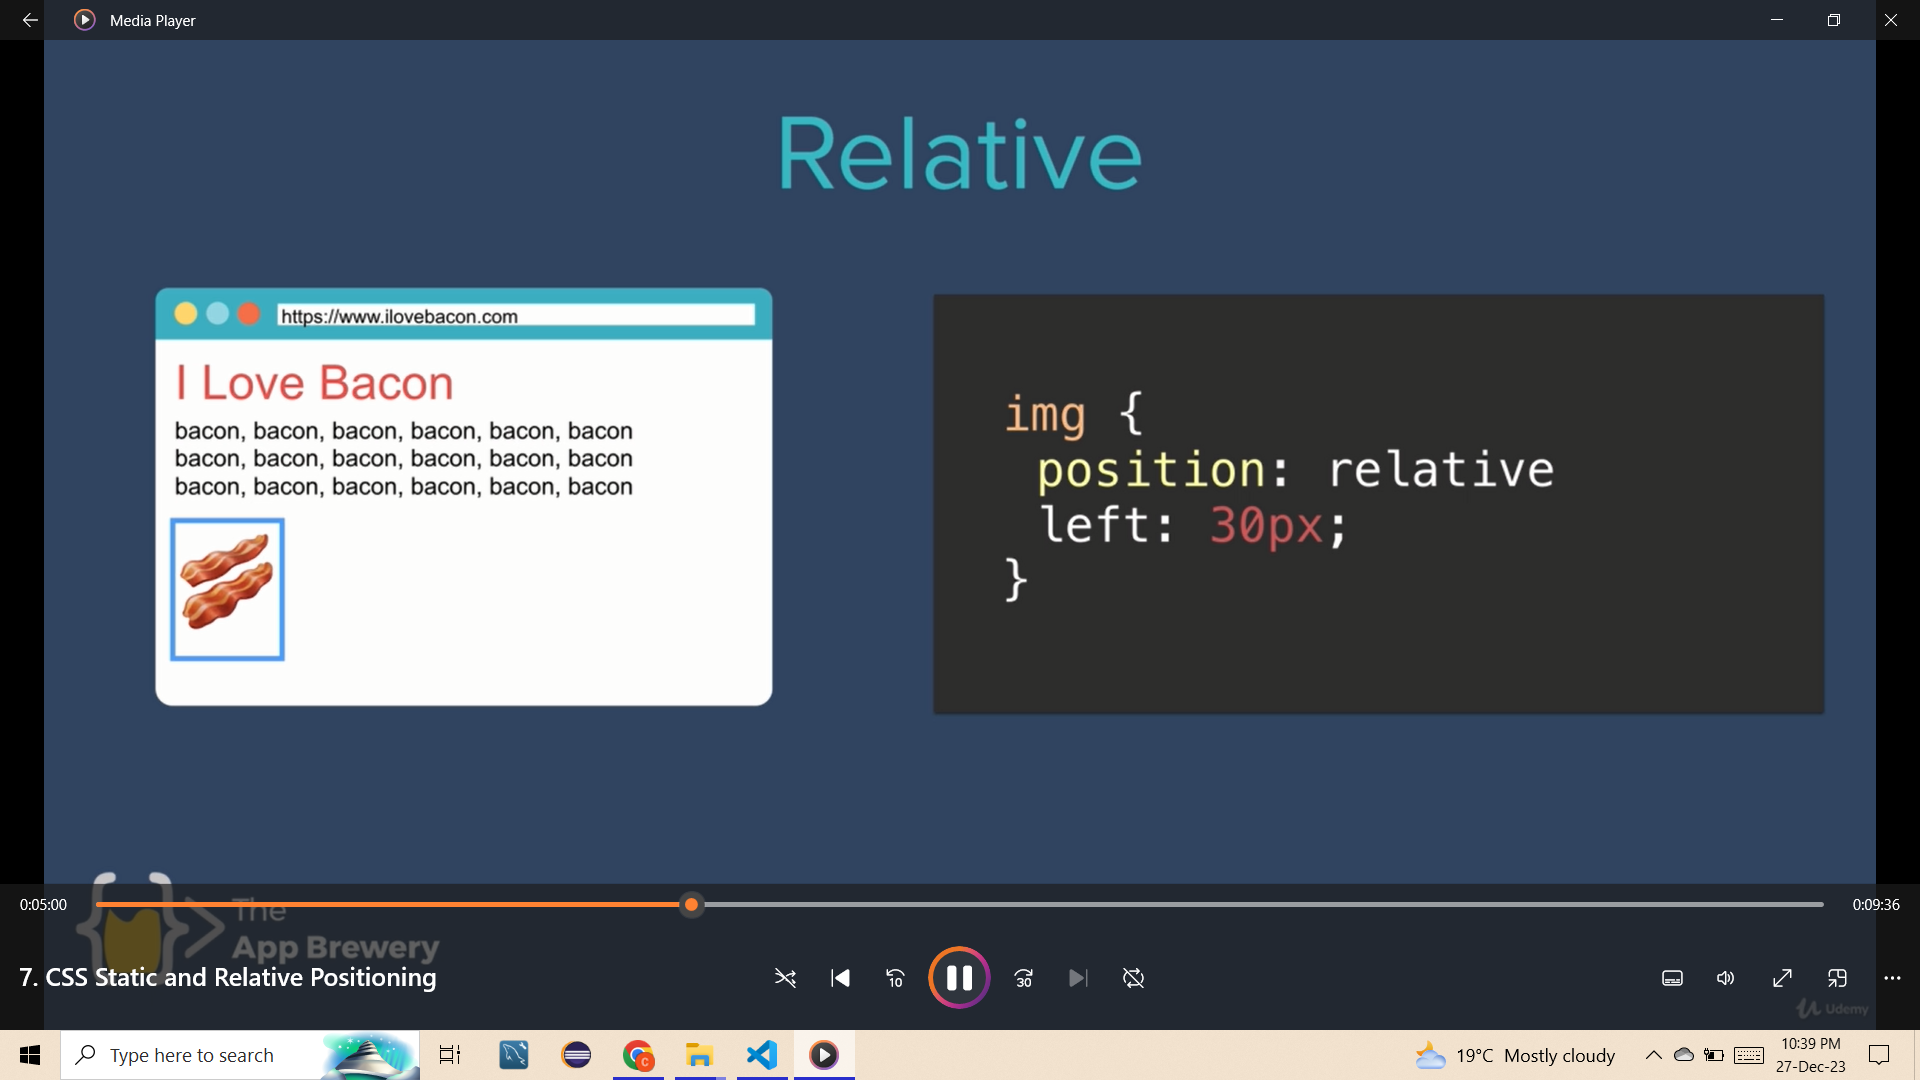 Media Player
Relative
https://www.ilovebacon.com
I Love Bacon
bacon, bacon, bacon, bacon, bacon, bacon
bacon, bacon, bacon, bacon, bacon, bacon
bacon, bacon, bacon, bacon, bacon, bacon
img {
position: relative
left: 30px;
}
0:05:00
0:09:36
The
App Brewery
7. CSS Static and Relative Positioning
10
30
Udemy
Type here to search
C
19°C Mostly cloudy
10:39 PM
27-Dec-23